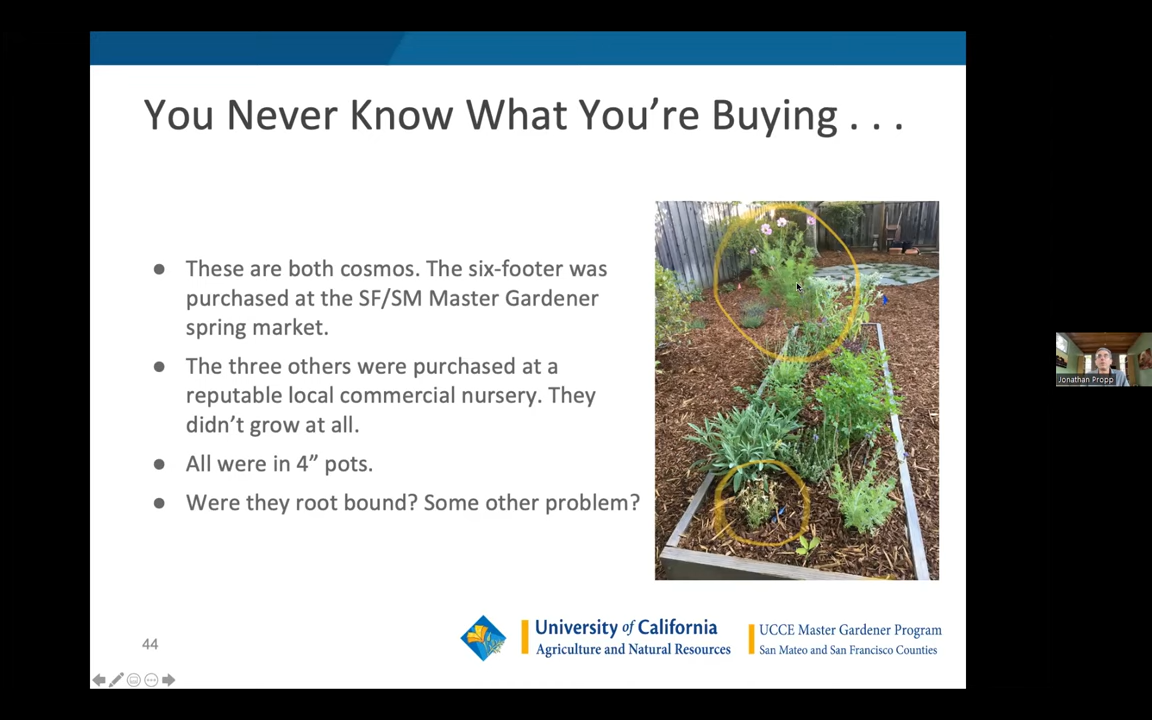 You Never Know What You’re Buying . . .
● These are both cosmos. The six-footer was
purchased at the SF/SM Master Gardener
spring market.
● The three others were purchased at a
reputable local commercial nursery. They
didn’t grow at all.
● All were in 4” pots.
● Were they root bound? Some other problem?
Jonathan Propp
44
University of California
Agriculture and Natural Resources
UCCE Master Gardener Program
San Mateo and San Francisco Counties